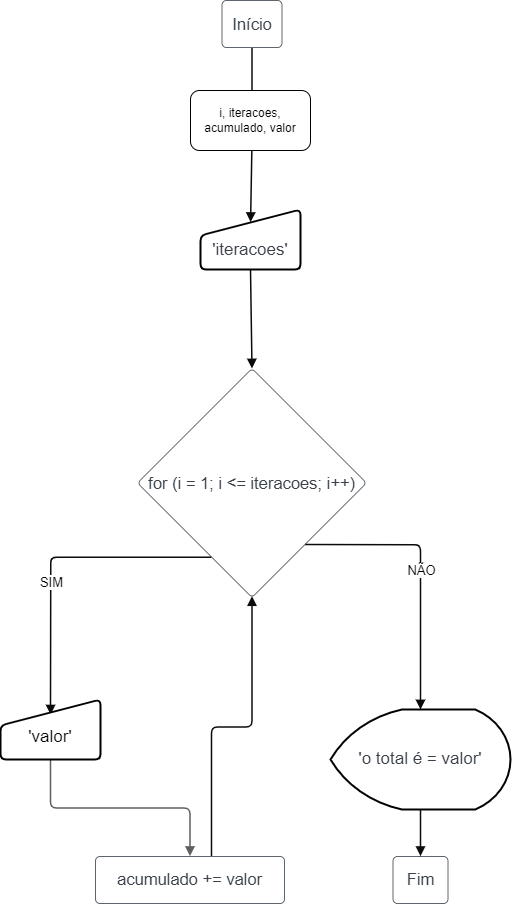 Início
i, iteracoes,
acumulado, valor
'iteracoes'
for (i = 1; i <= iteracoes; i++)
SIM
NÃO
'valor'
'o total é = valor'
acumulado += valor
Fim